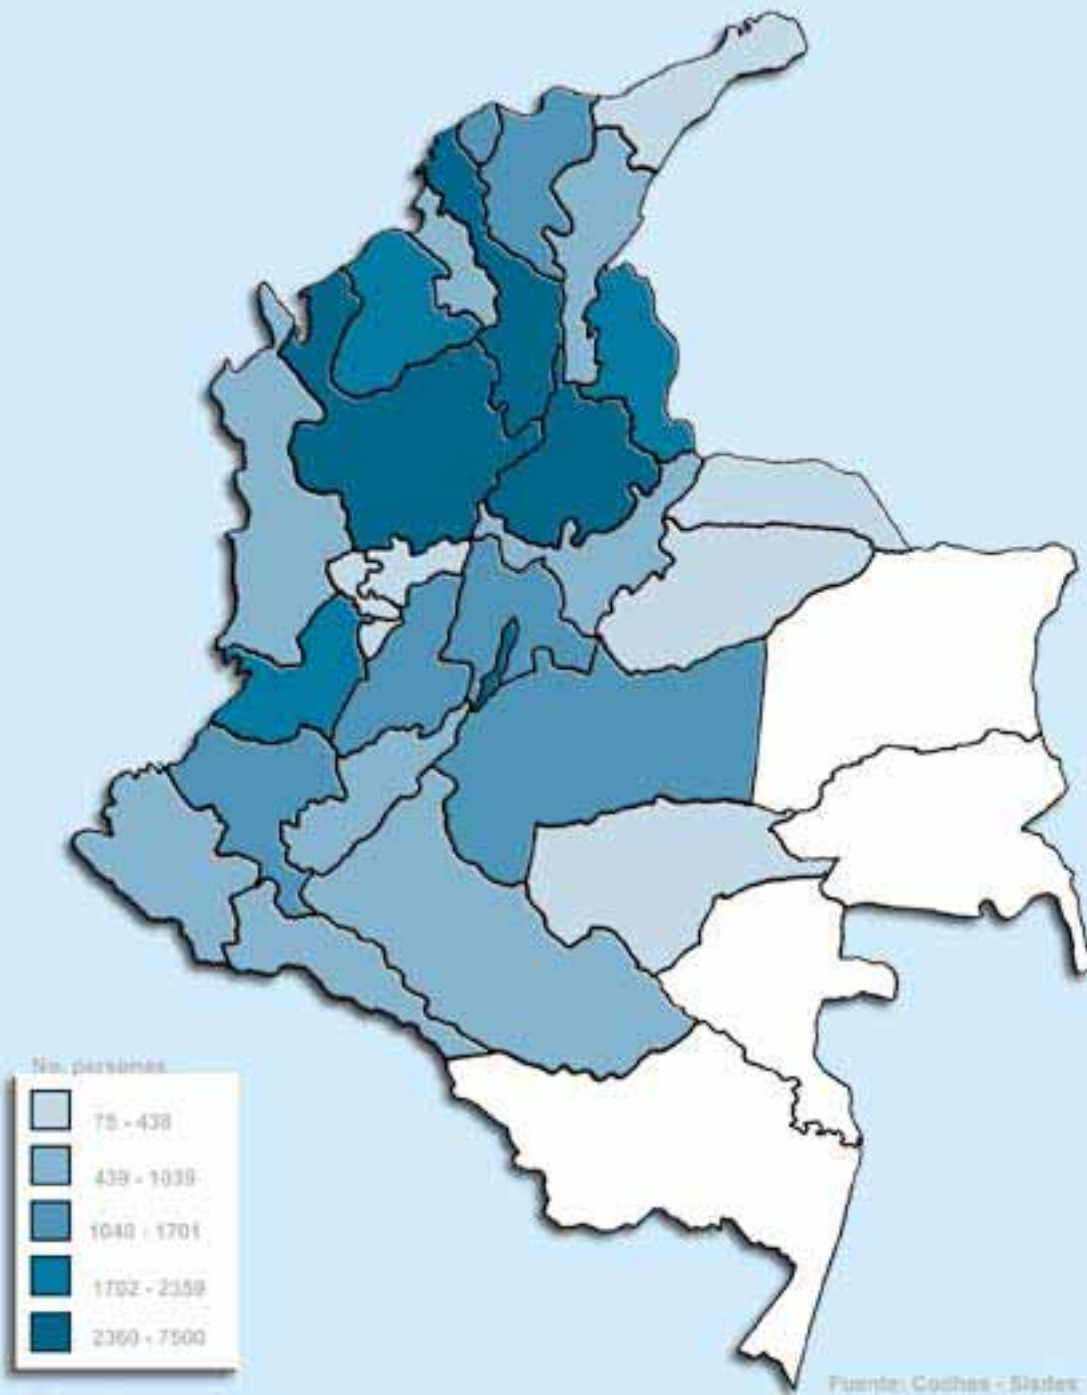 No. personas
75 - 438
439 - 1039
1040 - 1701
1702 - 2359
2360 - 7500
Fuente: Codhes - Sisdes